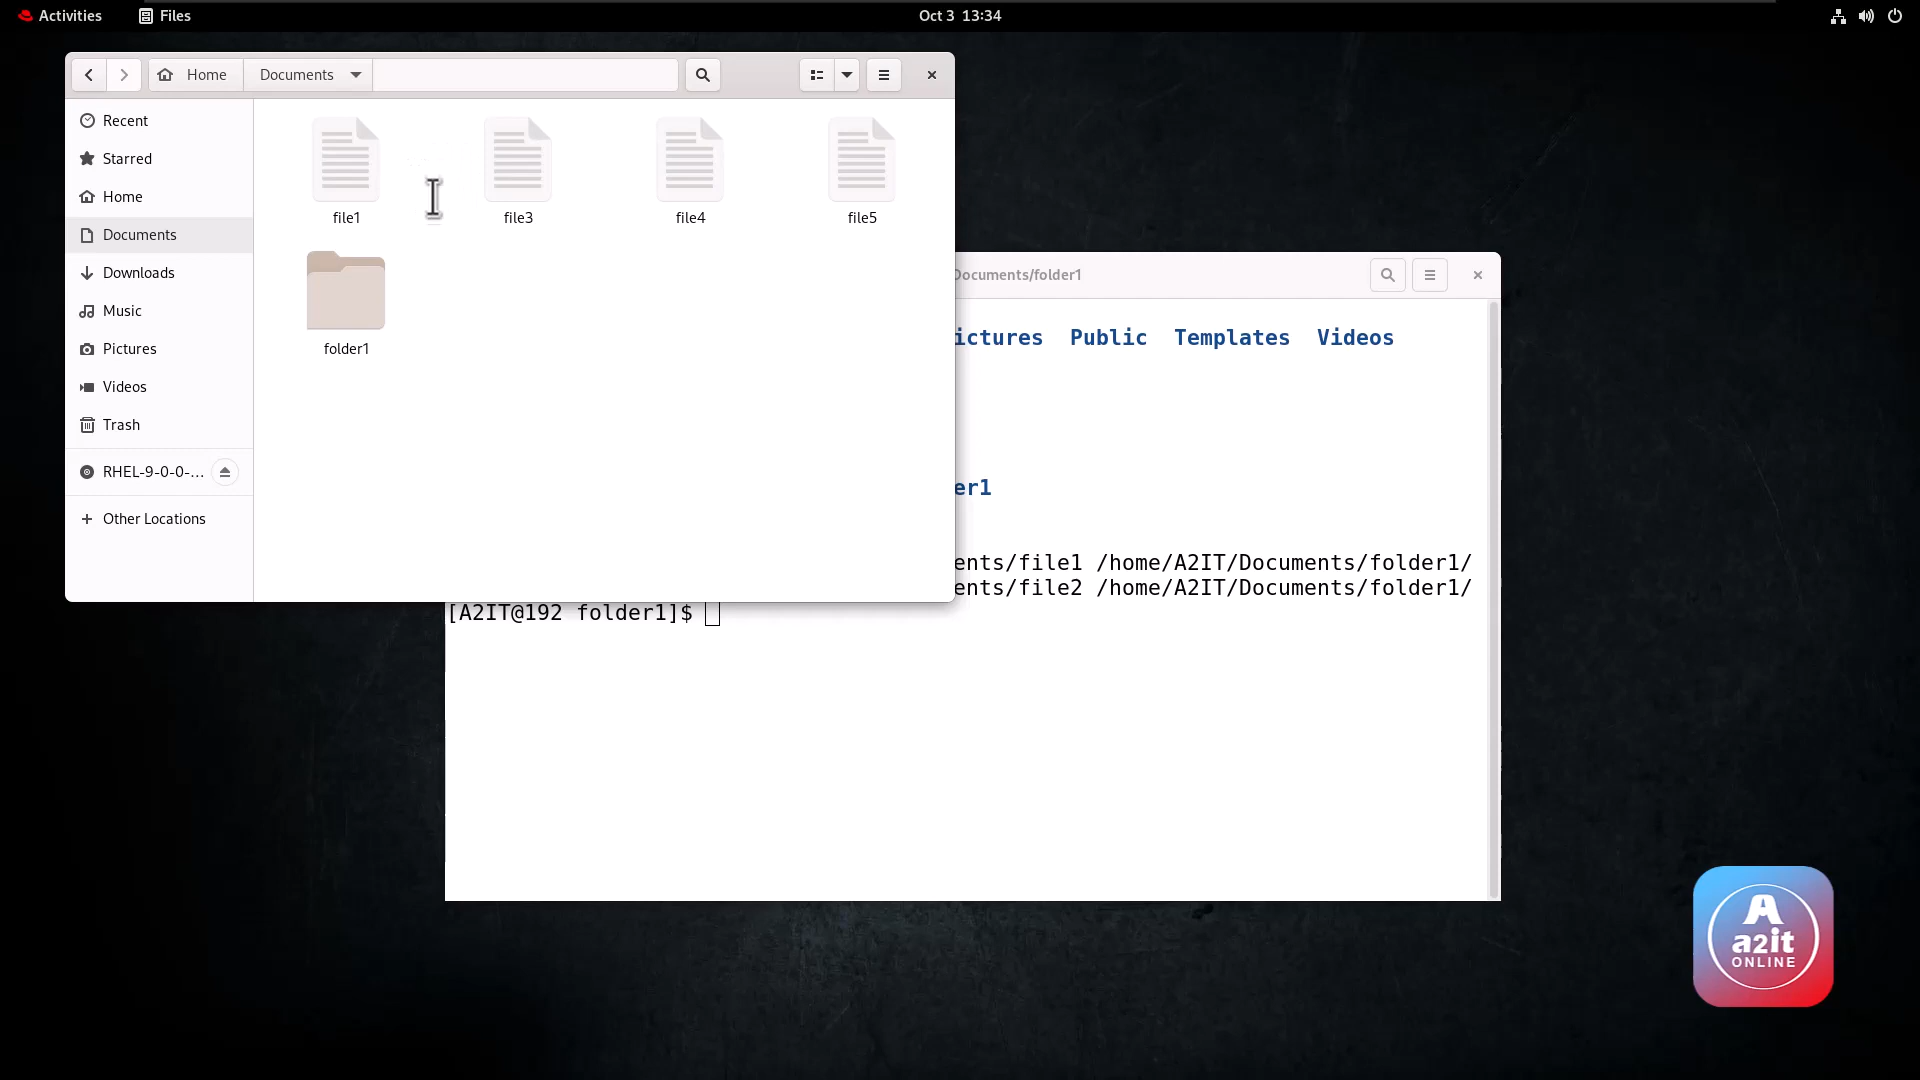 Activities Files Oct 3 13:34
Home Documents
Recent
Starred
Home
Documents
Downloads
Music
Pictures
Videos
Trash
RHEL-9-0-0-...
Other Locations
file1 file3 file4 file5
folder1
Documents/folder1
ictures Public Templates Videos
er1
ents/file1 /home/A2IT/Documents/folder1/
ents/file2 /home/A2IT/Documents/folder1/
[A2IT@192 folder1]$
A
a2it
ONLINE